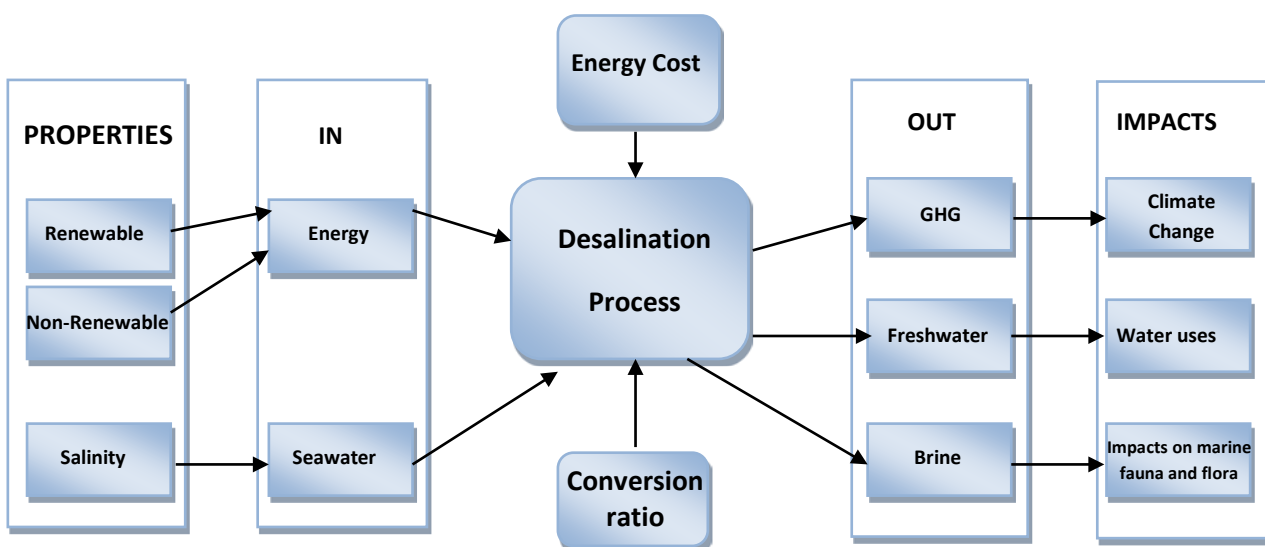 Energy Cost
PROPERTIES
IN
OUT
IMPACTS
Renewable
Energy
Desalination
Process
GHG
Climate
Change
Non-Renewable
Freshwater
Water uses
Salinity
Seawater
Conversion
ratio
Brine
Impacts on marine
fauna and flora